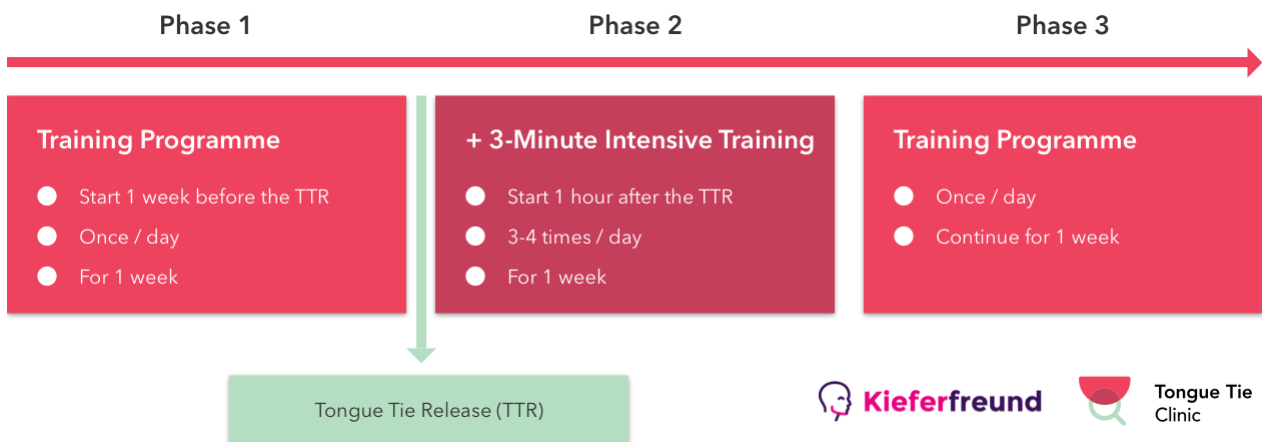 Phase 1
Phase 2
Phase 3
Training Programme
Start 1 week before the TTR
Once / day
For 1 week
+ 3-Minute Intensive Training
Start 1 hour after the TTR
3-4 times / day
For 1 week
Training Programme
Once / day
Continue for 1 week
Tongue Tie Release (TTR)
Kieferfreund
Tongue Tie
Clinic